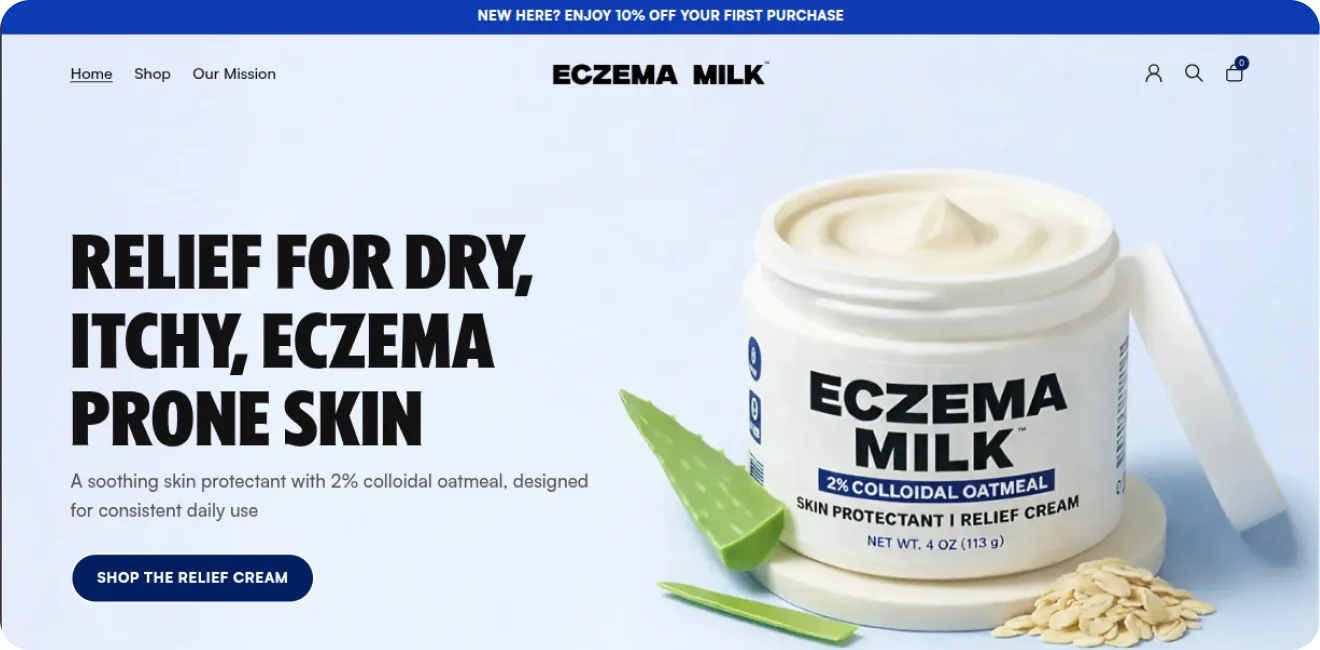 NEW HERE? ENJOY 10% OFF YOUR FIRST PURCHASE
Home Shop Our Mission
ECZEMA MILK™
0
RELIEF FOR DRY,
ITCHY, ECZEMA
PRONE SKIN
A soothing skin protectant with 2% colloidal oatmeal, designed
for consistent daily use
SHOP THE RELIEF CREAM
ECZEMA
MILK™
2% COLLOIDAL OATMEAL
SKIN PROTECTANT | RELIEF CREAM
NET WT. 4 OZ (113 g)